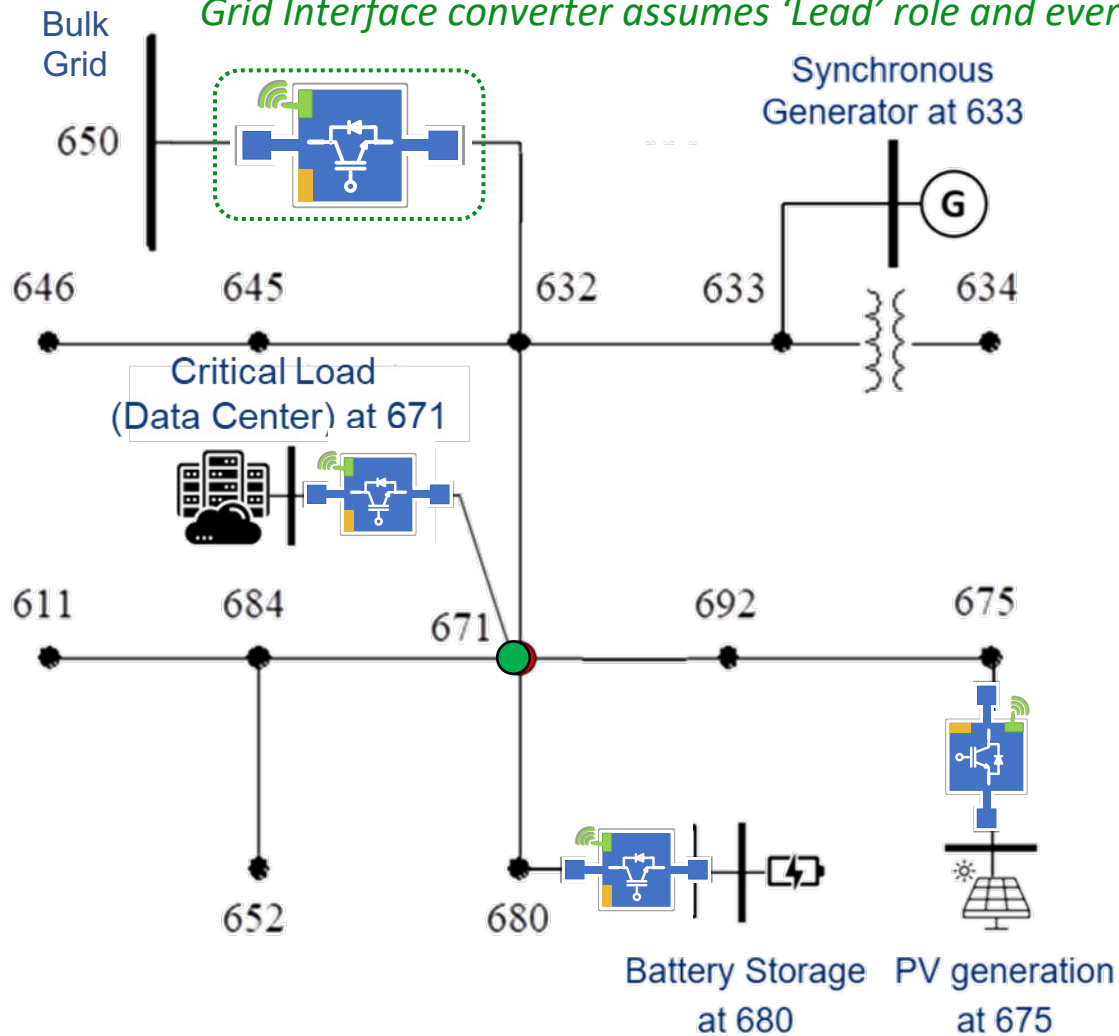 Grid Interface converter assumes ‘Lead’ role and ever
Bulk
Grid
650
Synchronous
Generator at 633
G
646
645
632
633
634
Critical Load
(Data Center) at 671
611
684
671
692
675
652
680
Battery Storage
at 680
PV generation
at 675